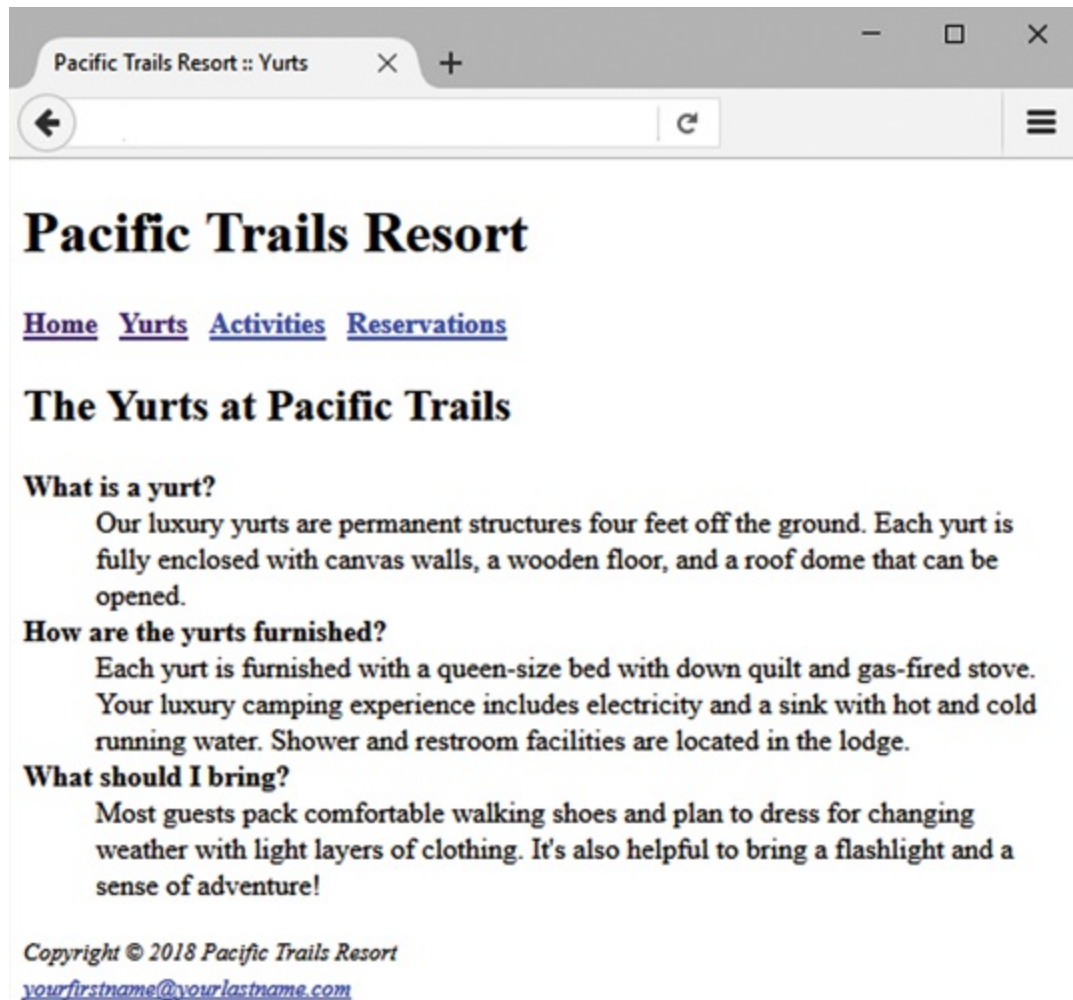 Pacific Trails Resort :: Yurts
Pacific Trails Resort
Home Yurts Activities Reservations
The Yurts at Pacific Trails
What is a yurt?
Our luxury yurts are permanent structures four feet off the ground. Each yurt is
fully enclosed with canvas walls, a wooden floor, and a roof dome that can be
opened.
How are the yurts furnished?
Each yurt is furnished with a queen-size bed with down quilt and gas-fired stove.
Your luxury camping experience includes electricity and a sink with hot and cold
running water. Shower and restroom facilities are located in the lodge.
What should I bring?
Most guests pack comfortable walking shoes and plan to dress for changing
weather with light layers of clothing. It's also helpful to bring a flashlight and a
sense of adventure!
Copyright © 2018 Pacific Trails Resort
yourfirstname@yourlastname.com